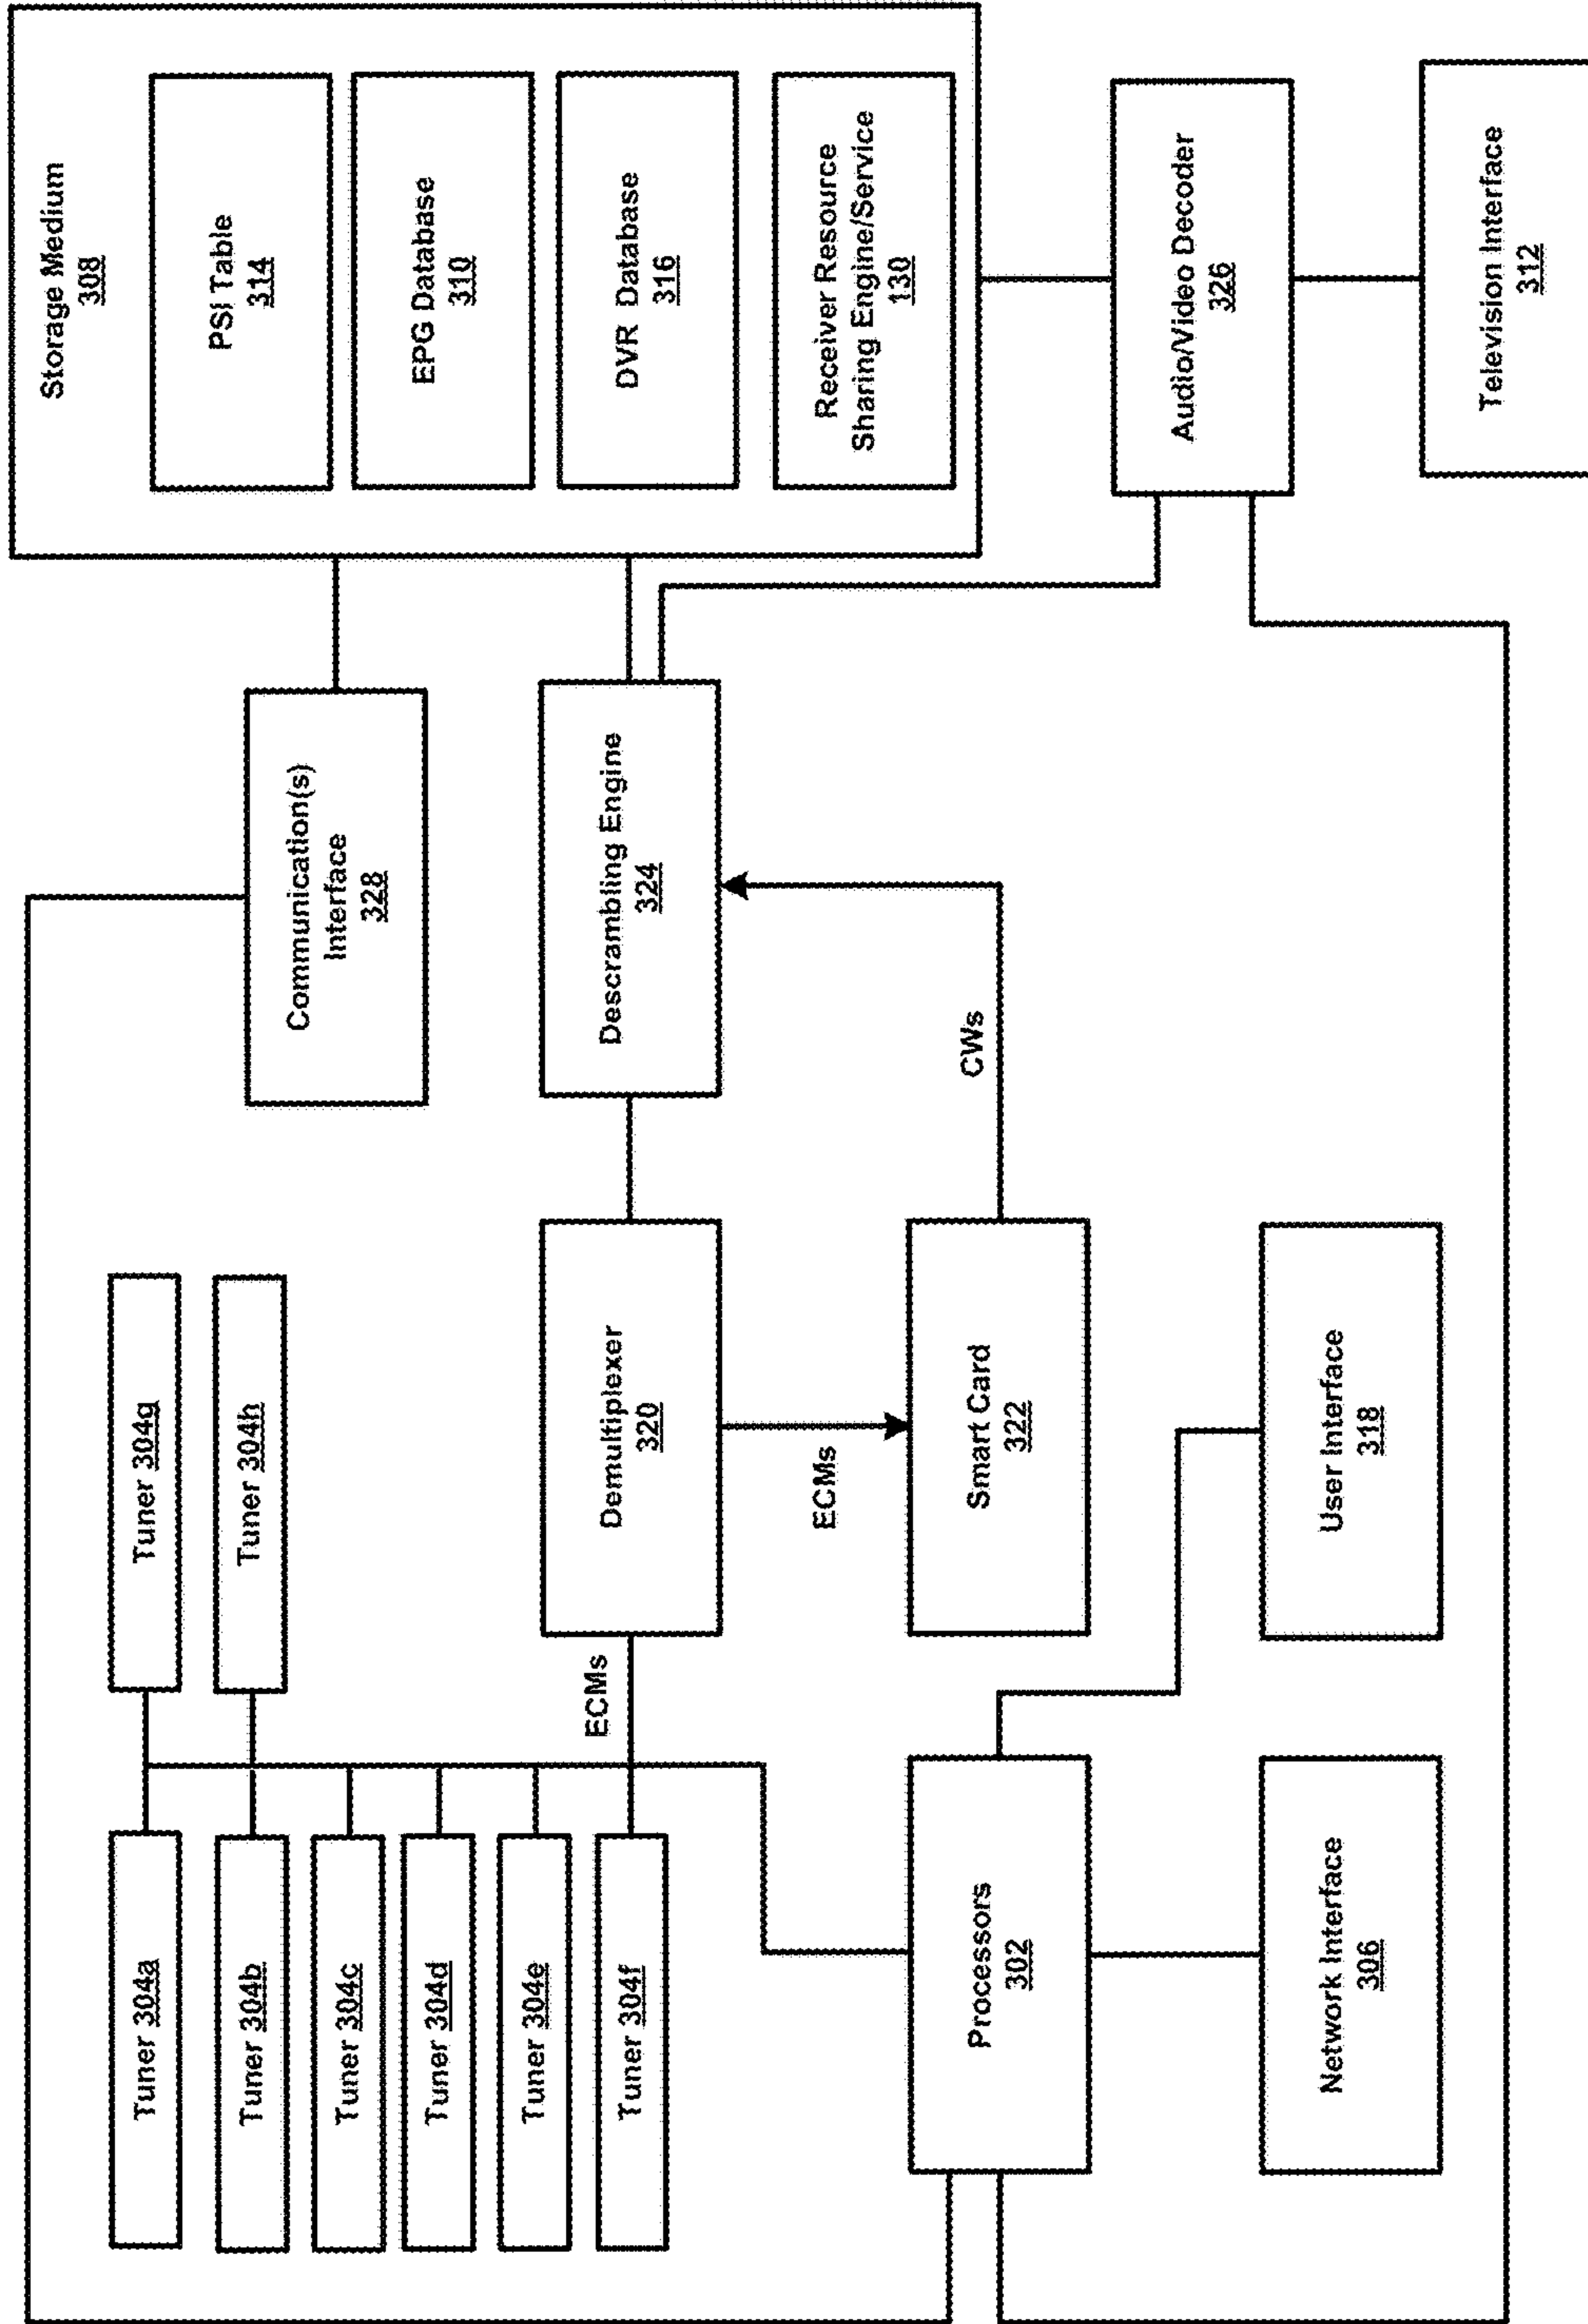 Tuner 304a
Tuner 304b
Tuner 304c
Tuner 304d
Tuner 304e
Tuner 304f
Tuner 304g
Tuner 304h
ECMs
Demultiplexer
320
ECMs
Smart Card
322
CWs
Processors
302
Network Interface
306
User Interface
318
Communication(s)
Interface
328
Descrambling Engine
324
Storage Medium
308
PSI Table
314
EPG Database
310
DVR Database
316
Receiver Resource
Sharing Engine/Service
130
Audio/Video Decoder
326
Television Interface
312